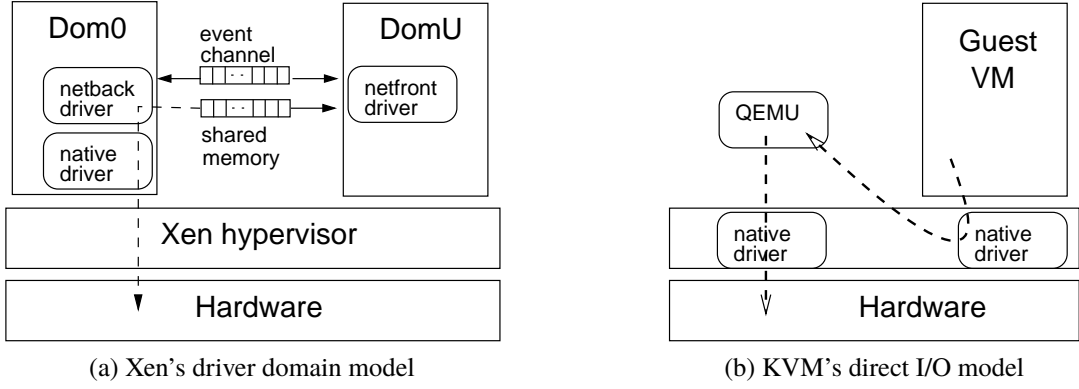 Dom0
event
channel
DomU
netback
driver
netfront
driver
shared
memory
native
driver
Xen hypervisor
Hardware
(a) Xen's driver domain model
Guest
VM
QEMU
native
driver
native
driver
Hardware
(b) KVM's direct I/O model